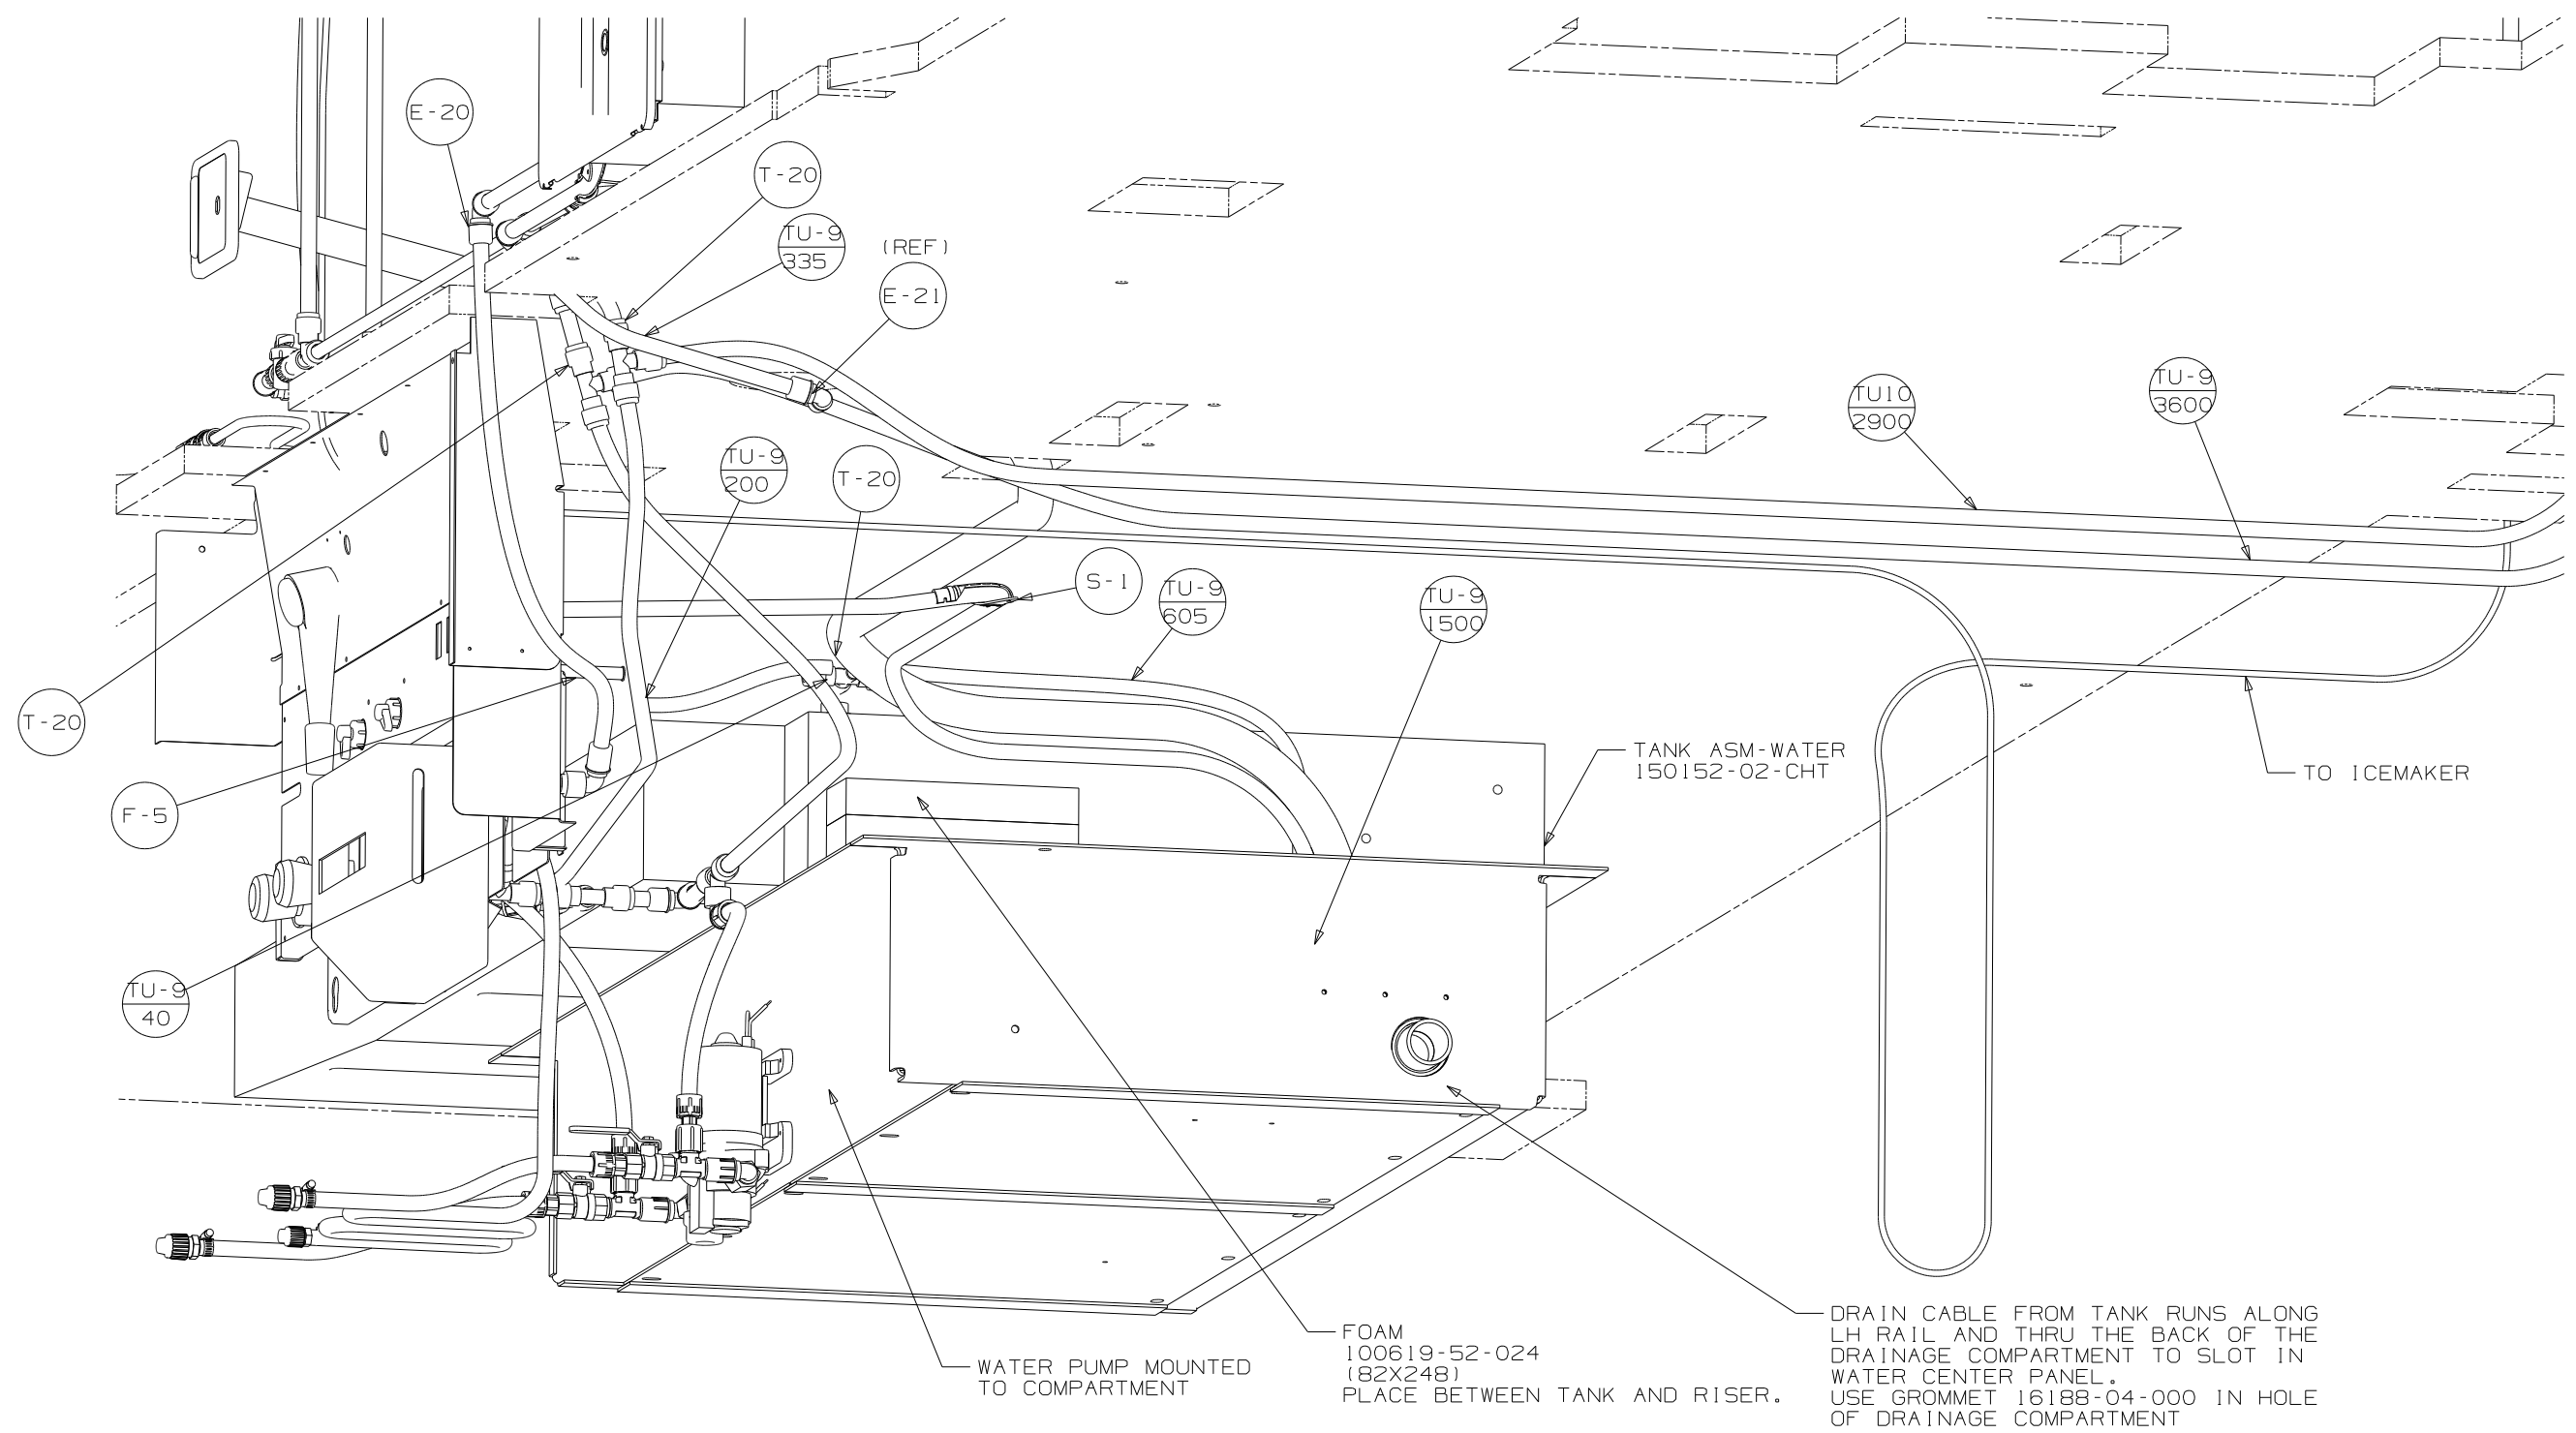 E-20
T-20
TU-9
335
(REF)
E-21
TU10
2900
TU-9
3600
TU-9
200
T-20
S-1
TU-9
605
TU-9
1500
T-20
TANK ASM-WATER
150152-02-CHT
TO ICEMAKER
F-5
TU-9
40
WATER PUMP MOUNTED
TO COMPARTMENT
FOAM
100619-52-024
(82X248)
PLACE BETWEEN TANK AND RISER.
DRAIN CABLE FROM TANK RUNS ALONG
LH RAIL AND THRU THE BACK OF THE
DRAINAGE COMPARTMENT TO SLOT IN
WATER CENTER PANEL.
USE GROMMET 16188-04-000 IN HOLE
OF DRAINAGE COMPARTMENT